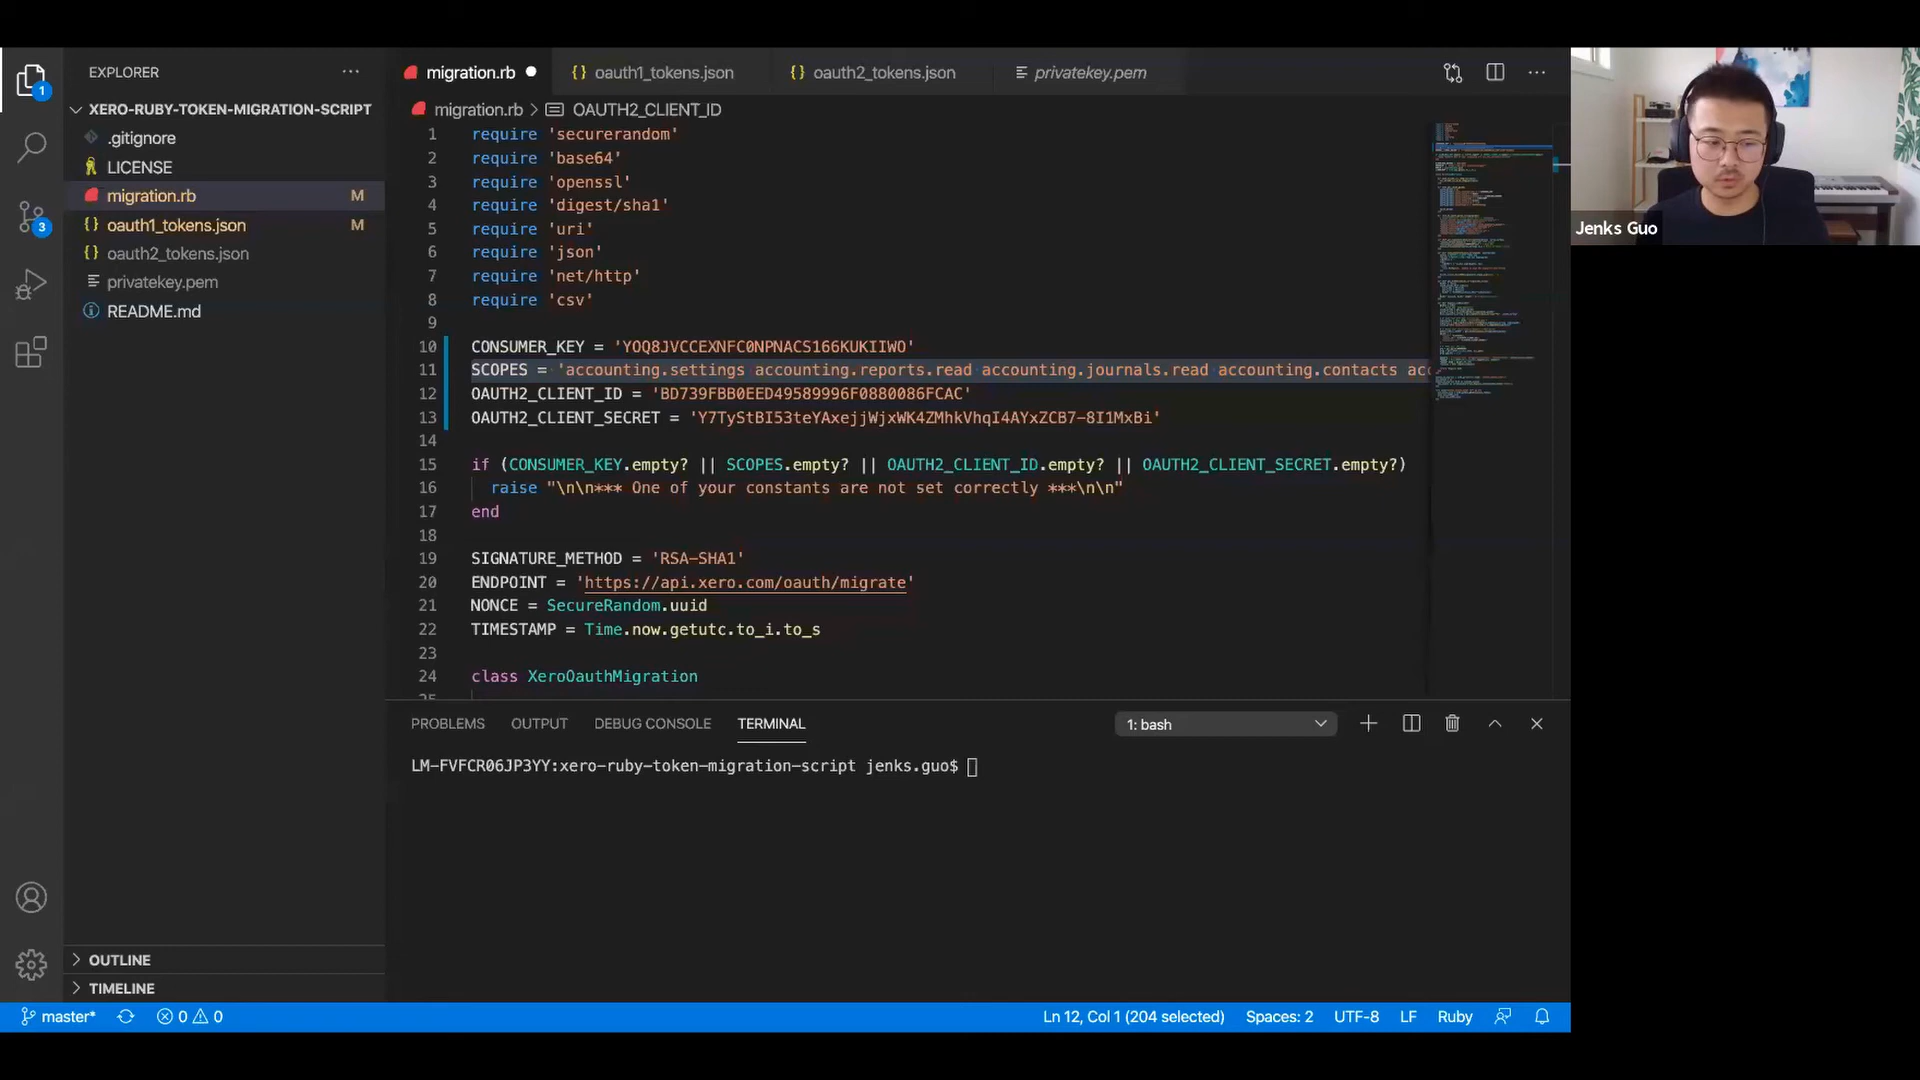 EXPLORER
XERO-RUBY-TOKEN-MIGRATION-SCRIPT
.gitignore
LICENSE
migration.rb M
oauth1_tokens.json M
oauth2_tokens.json
privatekey.pem
README.md
OUTLINE
TIMELINE
1
3
migration.rb
oauth1_tokens.json
oauth2_tokens.json
privatekey.pem
migration.rb > OAUTH2_CLIENT_ID
1 require 'securerandom'
2 require 'base64'
3 require 'openssl'
4 require 'digest/sha1'
5 require 'uri'
6 require 'json'
7 require 'net/http'
8 require 'csv'
9
10 CONSUMER_KEY = 'YOQ8JVCCEXNFC0NPNACS166KUKIIWO'
11 SCOPES = 'accounting.settings accounting.reports.read accounting.journals.read accounting.contacts acc
12 OAUTH2_CLIENT_ID = 'BD739FBB0EED49589996F0880086FCAC'
13 OAUTH2_CLIENT_SECRET = 'Y7TyStBI53teYAxejjWjxWK4ZMhkVhqI4AYxZCB7-8I1MxBi'
14
15 if (CONSUMER_KEY.empty? || SCOPES.empty? || OAUTH2_CLIENT_ID.empty? || OAUTH2_CLIENT_SECRET.empty?)
16 raise "\n\n*** One of your constants are not set correctly ***\n\n"
17 end
18
19 SIGNATURE_METHOD = 'RSA-SHA1'
20 ENDPOINT = 'https://api.xero.com/oauth/migrate'
21 NONCE = SecureRandom.uuid
22 TIMESTAMP = Time.now.getutc.to_i.to_s
23
24 class XeroOauthMigration
25
PROBLEMS OUTPUT DEBUG CONSOLE TERMINAL 1: bash
LM-FVFCR06JP3YY:xero-ruby-token-migration-script jenks.guo$
master* 0 0 Ln 12, Col 1 (204 selected) Spaces: 2 UTF-8 LF Ruby
Jenks Guo